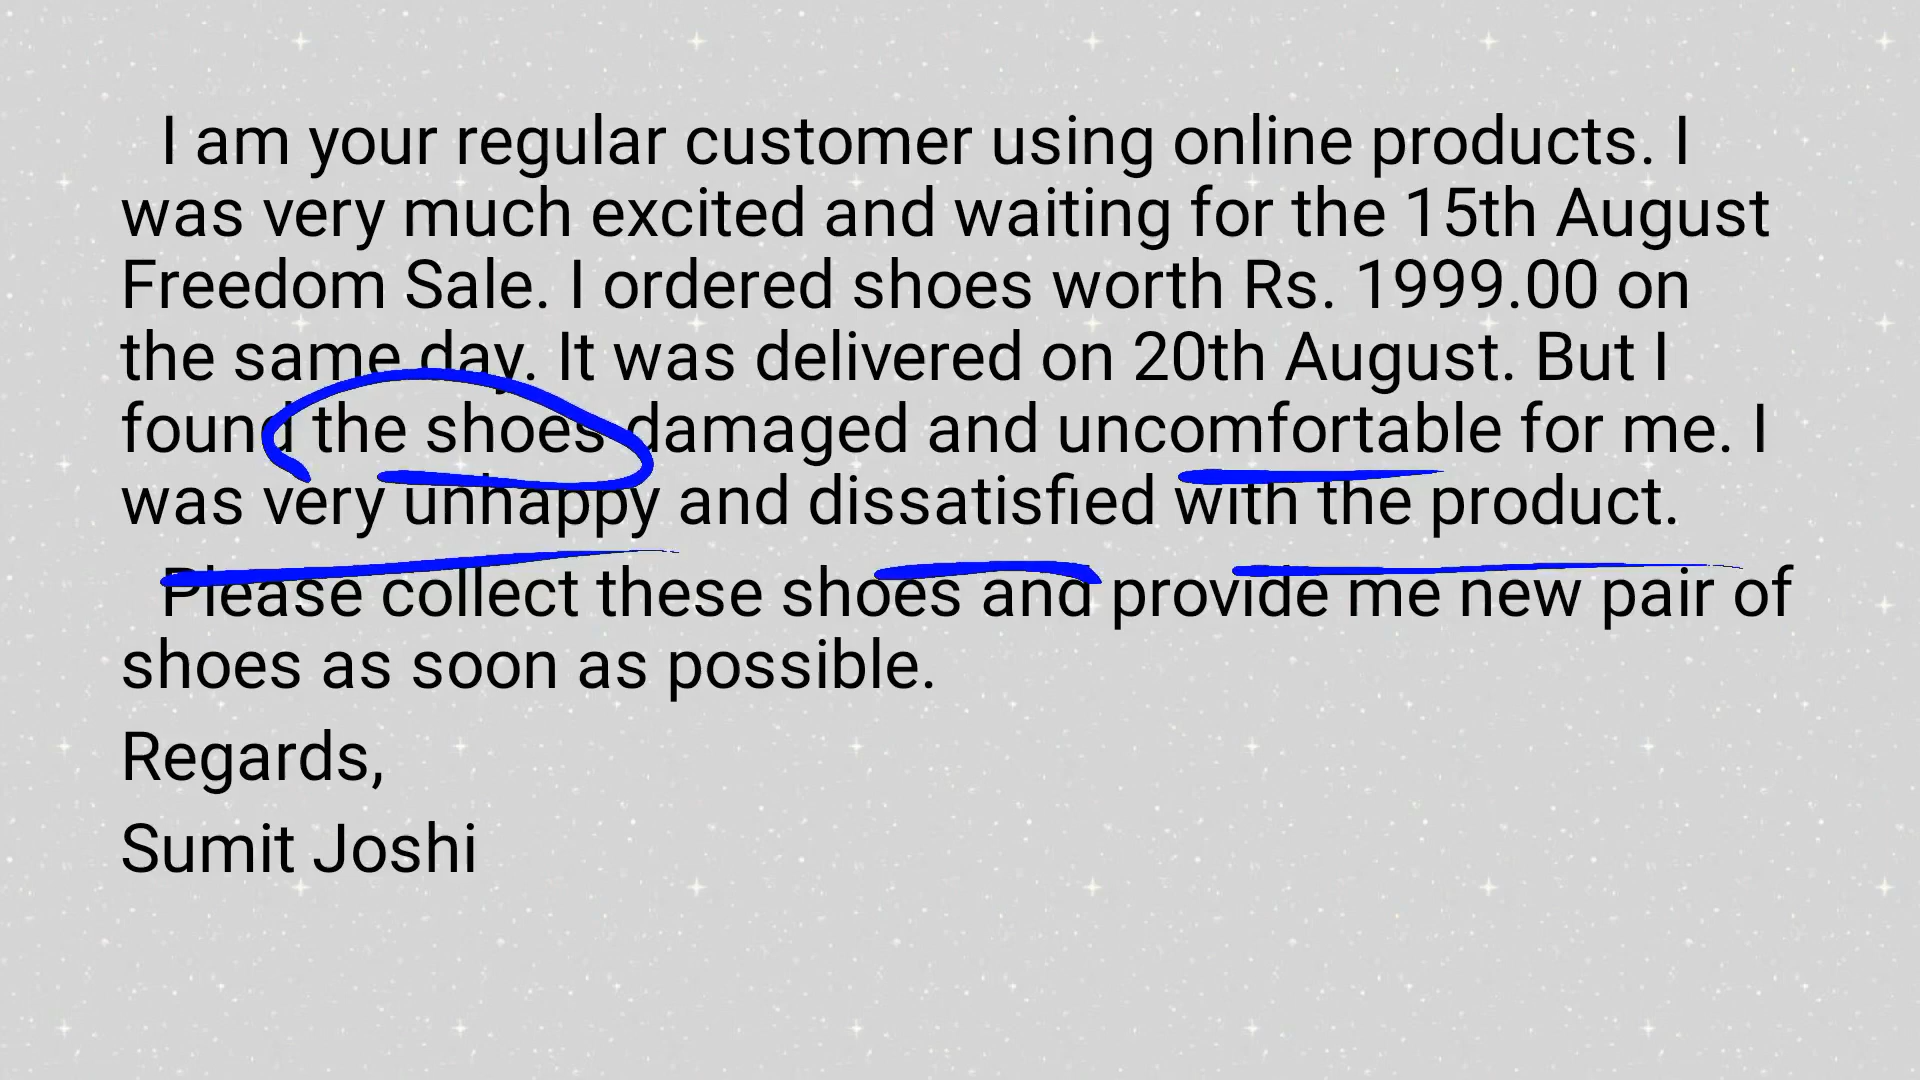 I am your regular customer using online products. I
was very much excited and waiting for the 15th August
Freedom Sale. I ordered shoes worth Rs. 1999.00 on
the same day. It was delivered on 20th August. But I
found the shoes damaged and uncomfortable for me. I
was very unhappy and dissatisfied with the product.
Please collect these shoes and provide me new pair of
shoes as soon as possible.
Regards,
Sumit Joshi